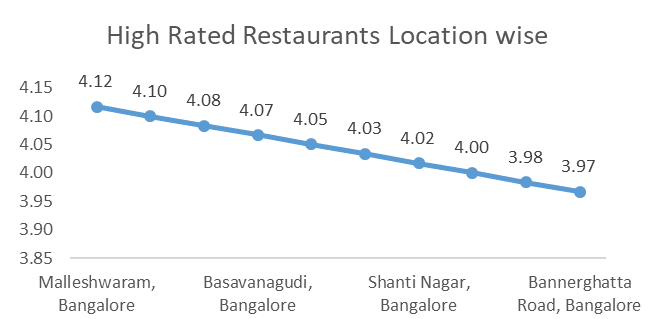 High Rated Restaurants Location wise
4.15
4.10
4.05
4.00
3.95
3.90
3.85
4.12
4.10
4.08
4.07
4.05
4.03
4.02
4.00
3.98
3.97
Malleshwaram,
Bangalore
Basavanagudi,
Bangalore
Shanti Nagar,
Bangalore
Bannerghatta
Road, Bangalore